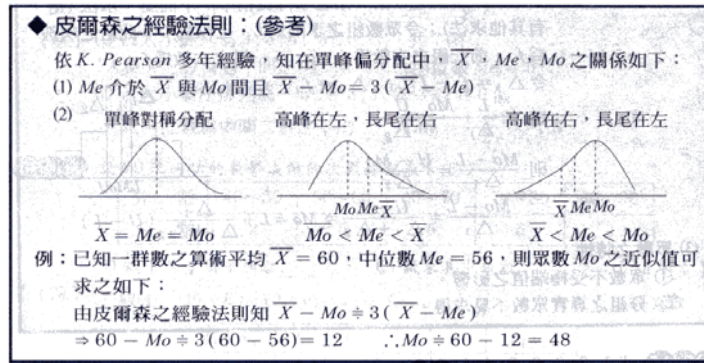 ◆ 皮爾森之經驗法則：(參考)
依 K. Pearson 多年經驗，知在單峰偏分配中，X̄，Me，Mo 之關係如下：
(1) Me 介於 X̄ 與 Mo 間且 X̄ − Mo ≒ 3 ( X̄ − Me )
(2) 單峰對稱分配 高峰在左，長尾在右 高峰在右，長尾在左
Mo Me X̄ X̄ Me Mo
X̄ = Me = Mo Mo < Me < X̄ X̄ < Me < Mo
例：已知一群數之算術平均 X̄ = 60，中位數 Me = 56，則眾數 Mo 之近似值可
求之如下：
由皮爾森之經驗法則知 X̄ − Mo ≒ 3 ( X̄ − Me )
⇒ 60 − Mo ≒ 3 (60 − 56) = 12 ∴ Mo ≒ 60 − 12 = 48